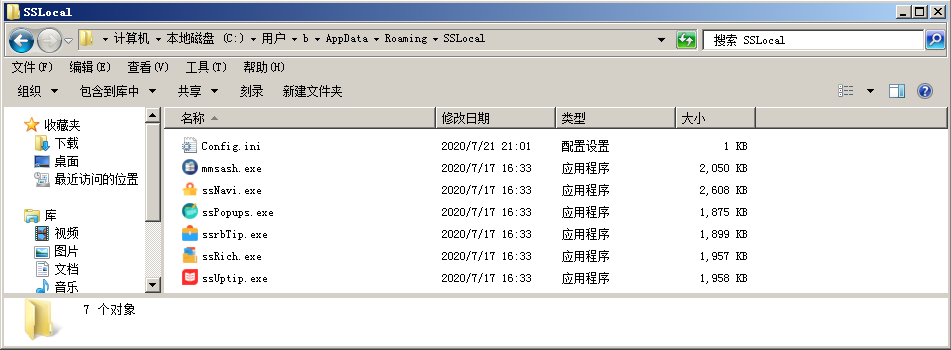 SSLocal
计算机 本地磁盘 (C:) 用户 b AppData Roaming SSLocal 搜索 SSLocal
文件(F) 编辑(E) 查看(V) 工具(T) 帮助(H)
组织 包含到库中 共享 刻录 新建文件夹
收藏夹
下载
桌面
最近访问的位置
库
视频
图片
文档
音乐
名称 修改日期 类型 大小
Config.ini 2020/7/21 21:01 配置设置 1 KB
mmsash.exe 2020/7/17 16:33 应用程序 2,050 KB
ssNavi.exe 2020/7/17 16:33 应用程序 2,608 KB
ssPopups.exe 2020/7/17 16:33 应用程序 1,875 KB
ssrbTip.exe 2020/7/17 16:33 应用程序 1,899 KB
ssRich.exe 2020/7/17 16:33 应用程序 1,957 KB
ssUptip.exe 2020/7/17 16:33 应用程序 1,958 KB
7 个对象